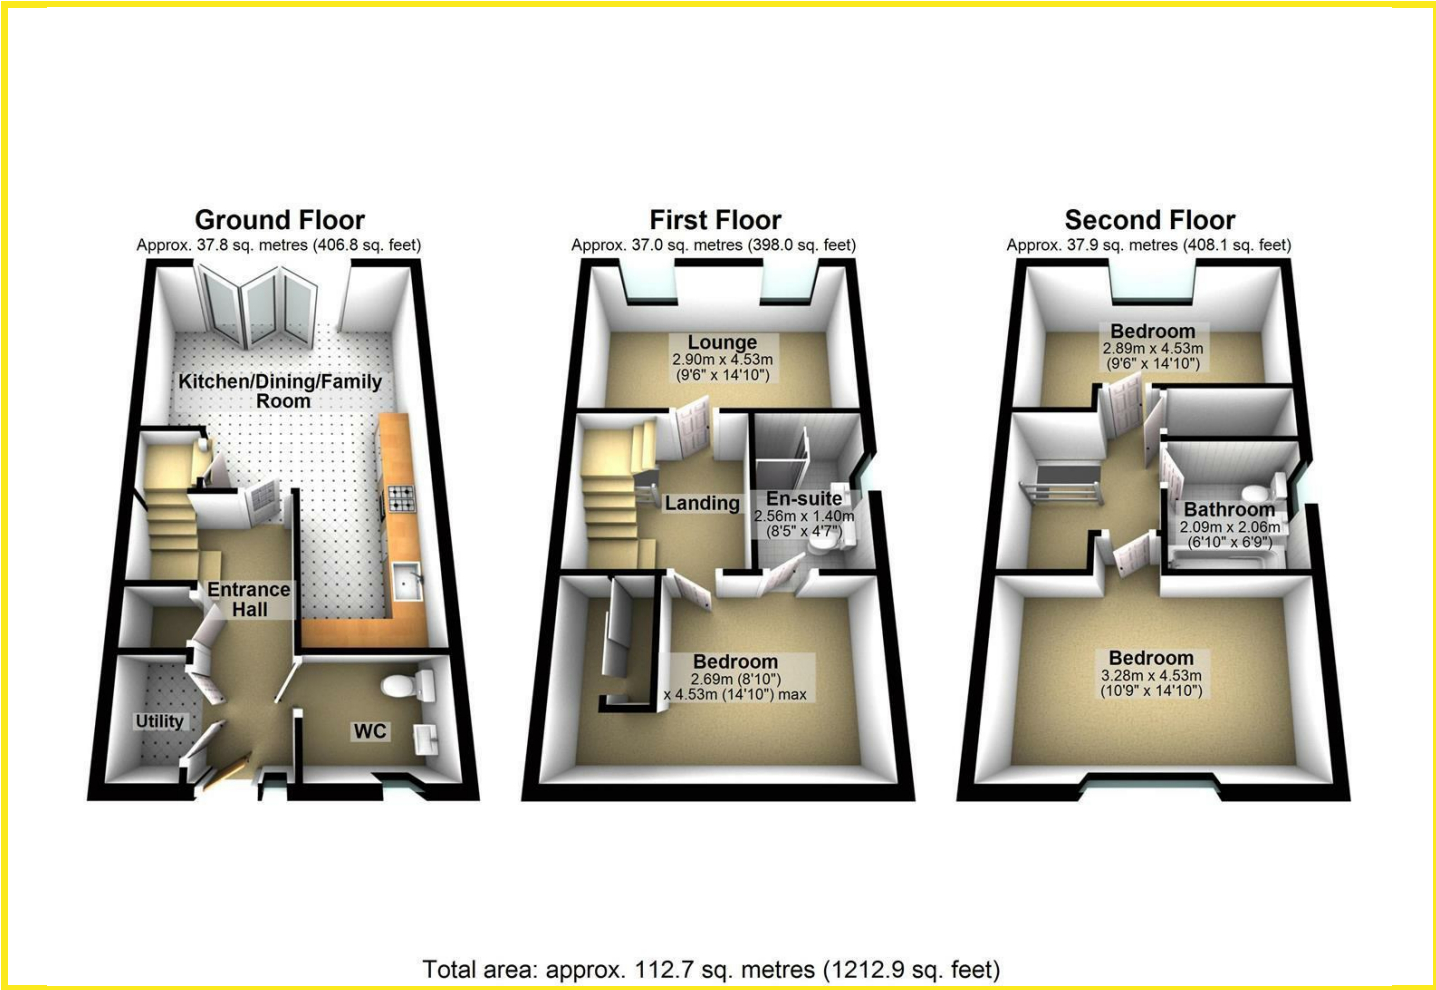 Ground Floor
Approx. 37.8 sq. metres (406.8 sq. feet)
Kitchen/Dining/Family
Room
Entrance
Hall
Utility
WC
First Floor
Approx. 37.0 sq. metres (398.0 sq. feet)
Lounge
2.90m x 4.53m
(9'6" x 14'10")
Landing
En-suite
2.56m x 1.40m
(8'5" x 4'7")
Bedroom
2.69m (8'10")
x 4.53m (14'10") max
Second Floor
Approx. 37.9 sq. metres (408.1 sq. feet)
Bedroom
2.89m x 4.53m
(9'6" x 14'10")
Bathroom
2.09m x 2.06m
(6'10" x 6'9")
Bedroom
3.28m x 4.53m
(10'9" x 14'10")
Total area: approx. 112.7 sq. metres (1212.9 sq. feet)